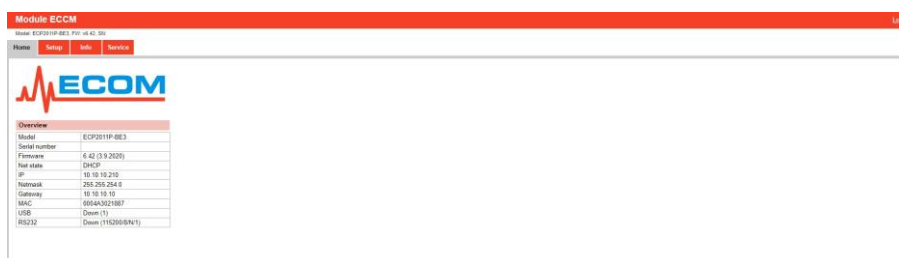 Module ECCM
Model: ECP2011P-BE3, FW: v6.42_SN
Home Setup Info Service
ECOM
Overview
Model ECP2011P-BE3
Serial number
Firmware 6.42 (3.9.2020)
Net state DHCP
IP 10.10.10.210
Netmask 255.255.254.0
Gateway 10.10.10.10
MAC 0004A3021887
USB Down (1)
RS232 Down (115200/8/N/1)